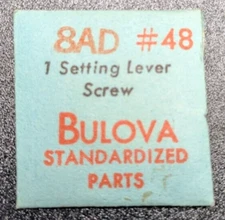 8AD #48
1 Setting Lever
Screw
BULOVA
STANDARDIZED
PARTS